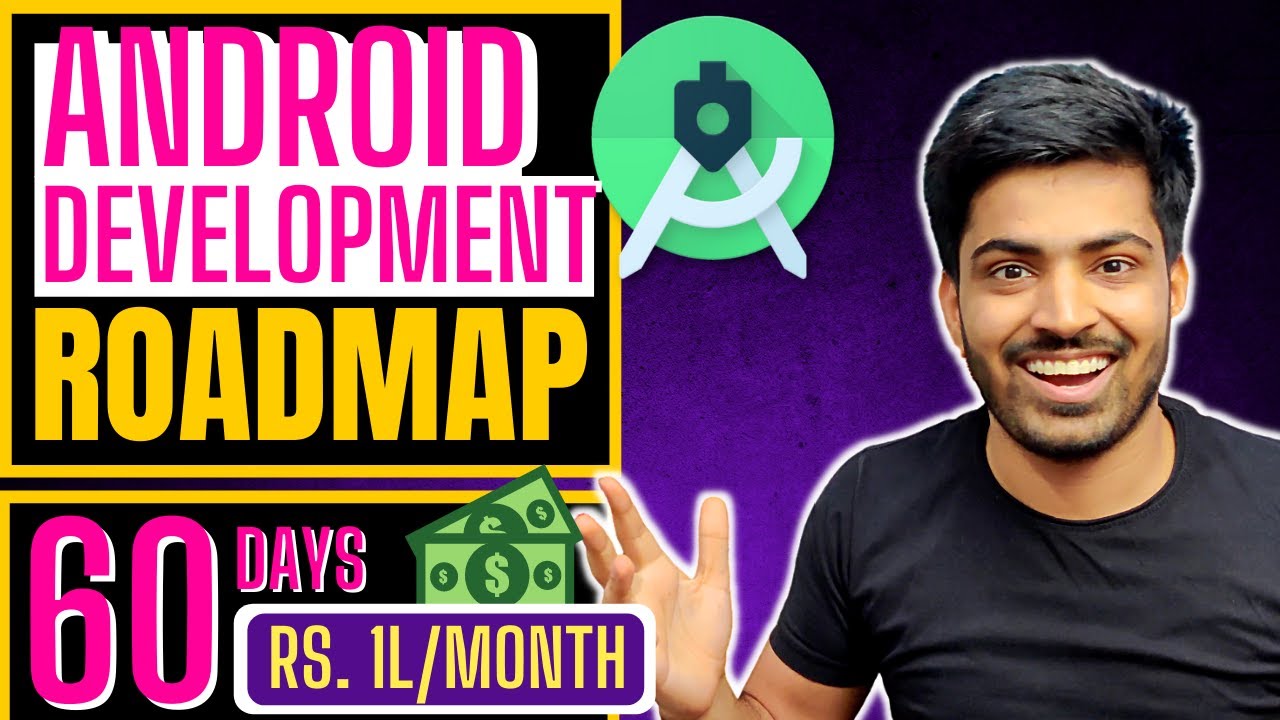 ANDROID
DEVELOPMENT
ROADMAP
60 DAYS
$ $ $ $ $
RS. 1L/MONTH